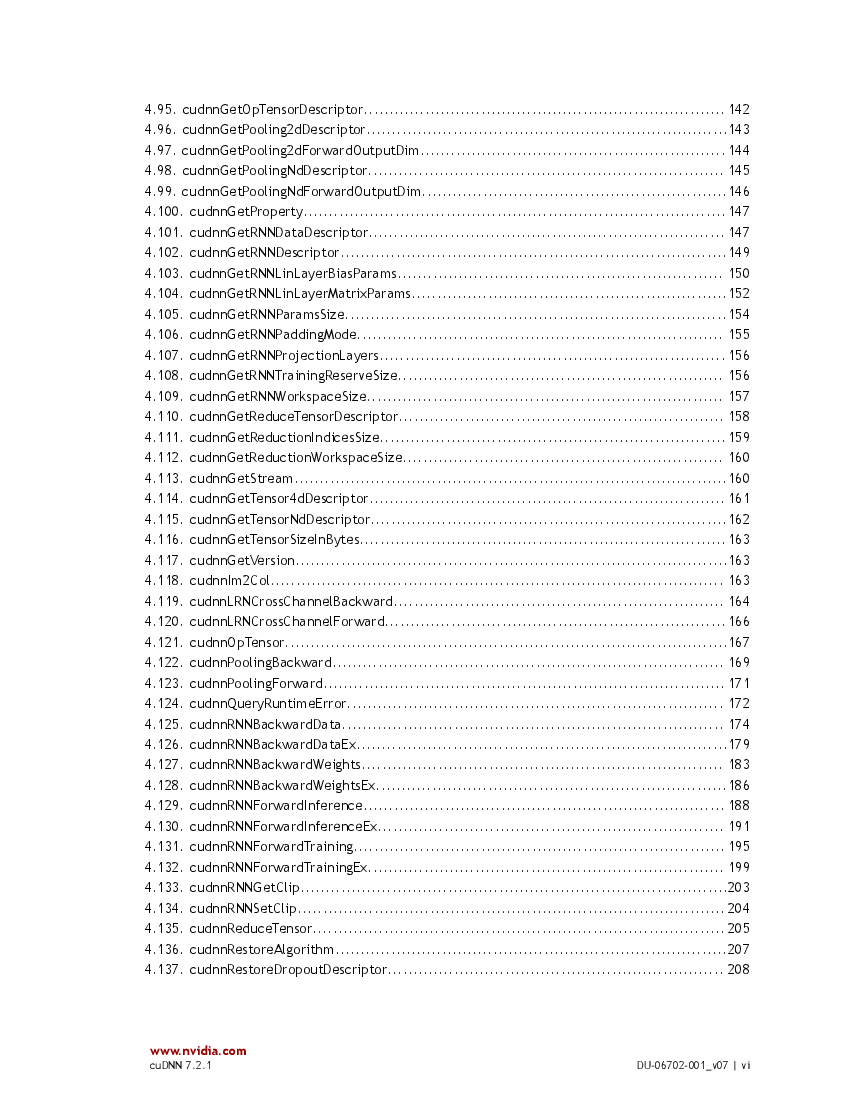 4.95. cudnnGetOpTensorDescriptor........................................................................ 142
4.96. cudnnGetPooling2dDescriptor........................................................................143
4.97. cudnnGetPooling2dForwardOutputDim............................................................. 144
4.98. cudnnGetPoolingNdDescriptor.......................................................................145
4.99. cudnnGetPoolingNdForwardOutputDim.............................................................146
4.100. cudnnGetProperty....................................................................................147
4.101. cudnnGetRNNDataDescriptor.......................................................................147
4.102. cudnnGetRNNDescriptor.............................................................................149
4.103. cudnnGetRNNLinLayerBiasParams................................................................. 150
4.104. cudnnGetRNNLinLayerMatrixParams...............................................................152
4.105. cudnnGetRNNParamsSize............................................................................154
4.106. cudnnGetRNNPaddingMode......................................................................... 155
4.107. cudnnGetRNNProjectionLayers..................................................................... 156
4.108. cudnnGetRNNTrainingReserveSize................................................................. 156
4.109. cudnnGetRNNWorkspaceSize....................................................................... 157
4.110. cudnnGetReduceTensorDescriptor.................................................................158
4.111. cudnnGetReductionIndicesSize.....................................................................159
4.112. cudnnGetReductionWorkspaceSize................................................................ 160
4.113. cudnnGetStream......................................................................................160
4.114. cudnnGetTensor4dDescriptor....................................................................... 161
4.115. cudnnGetTensorNdDescriptor.......................................................................162
4.116. cudnnGetTensorSizeInBytes......................................................................... 163
4.117. cudnnGetVersion......................................................................................163
4.118. cudnnIm2Col.......................................................................................... 163
4.119. cudnnLRNCrossChannelBackward.................................................................. 164
4.120. cudnnLRNCrossChannelForward.................................................................... 166
4.121. cudnnOpTensor........................................................................................167
4.122. cudnnPoolingBackward.............................................................................. 169
4.123. cudnnPoolingForward................................................................................ 171
4.124. cudnnQueryRuntimeError........................................................................... 172
4.125. cudnnRNNBackwardData............................................................................ 174
4.126. cudnnRNNBackwardDataEx..........................................................................179
4.127. cudnnRNNBackwardWeights........................................................................ 183
4.128. cudnnRNNBackwardWeightsEx......................................................................186
4.129. cudnnRNNForwardInference........................................................................ 188
4.130. cudnnRNNForwardInferenceEx..................................................................... 191
4.131. cudnnRNNForwardTraining.......................................................................... 195
4.132. cudnnRNNForwardTrainingEx....................................................................... 199
4.133. cudnnRNNGetClip.....................................................................................203
4.134. cudnnRNNSetClip..................................................................................... 204
4.135. cudnnReduceTensor.................................................................................. 205
4.136. cudnnRestoreAlgorithm..............................................................................207
4.137. cudnnRestoreDropoutDescriptor................................................................... 208
www.nvidia.com
cuDNN 7.2.1 DU-06702-001_v07 | vi